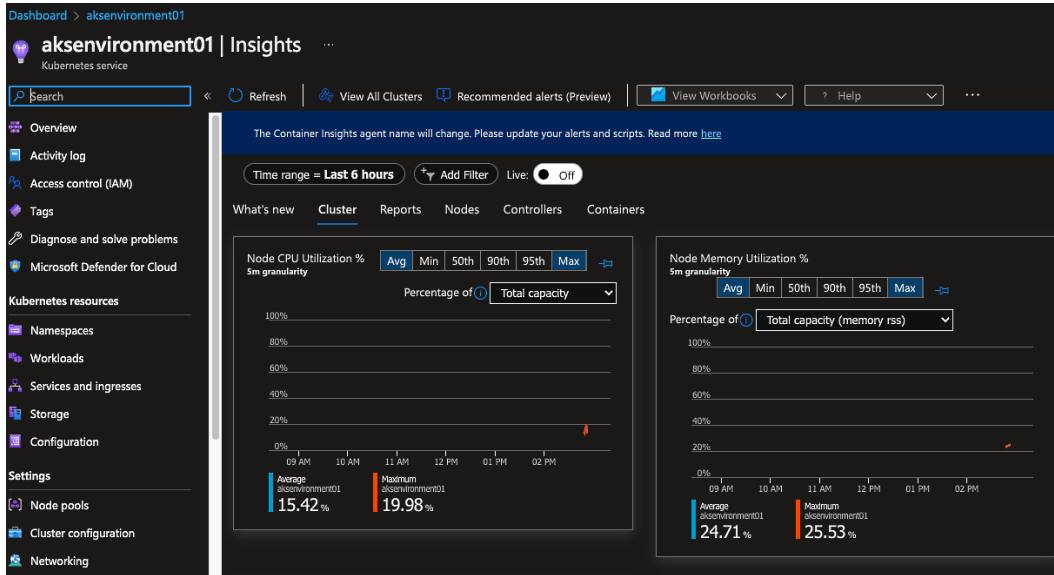 Dashboard > aksenvironment01
aksenvironment01 | Insights ...
Kubernetes service
Search
«
Refresh
View All Clusters
Recommended alerts (Preview)
View Workbooks
? Help
...
Overview
Activity log
Access control (IAM)
Tags
Diagnose and solve problems
Microsoft Defender for Cloud
Kubernetes resources
Namespaces
Workloads
Services and ingresses
Storage
Configuration
Settings
Node pools
Cluster configuration
Networking
The Container Insights agent name will change. Please update your alerts and scripts. Read more here
Time range = Last 6 hours
Add Filter
Live: Off
What's new
Cluster
Reports
Nodes
Controllers
Containers
Node CPU Utilization %
5m granularity
Avg Min 50th 90th 95th Max
Percentage of Total capacity
100%
80%
60%
40%
20%
0%
09 AM 10 AM 11 AM 12 PM 01 PM 02 PM
Average
aksenvironment01
15.42 %
Maximum
aksenvironment01
19.98 %
Node Memory Utilization %
5m granularity
Avg Min 50th 90th 95th Max
Percentage of Total capacity (memory rss)
100%
80%
60%
40%
20%
0%
09 AM 10 AM 11 AM 12 PM 01 PM 02 PM
Average
aksenvironment01
24.71 %
Maximum
aksenvironment01
25.53 %